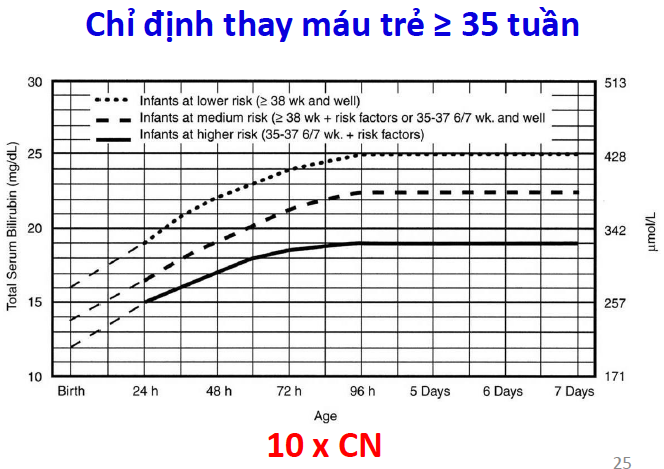 Chỉ định thay máu trẻ ≥ 35 tuần
30
513
Infants at lower risk (≥ 38 wk and well)
Infants at medium risk (≥ 38 wk + risk factors or 35-37 6/7 wk. and well)
Infants at higher risk (35-37 6/7 wk. + risk factors)
25
428
20
342
15
257
10
171
Total Serum Bilirubin (mg/dL)
μmol/L
Birth 24 h 48 h 72 h 96 h 5 Days 6 Days 7 Days
Age
10 x CN
25